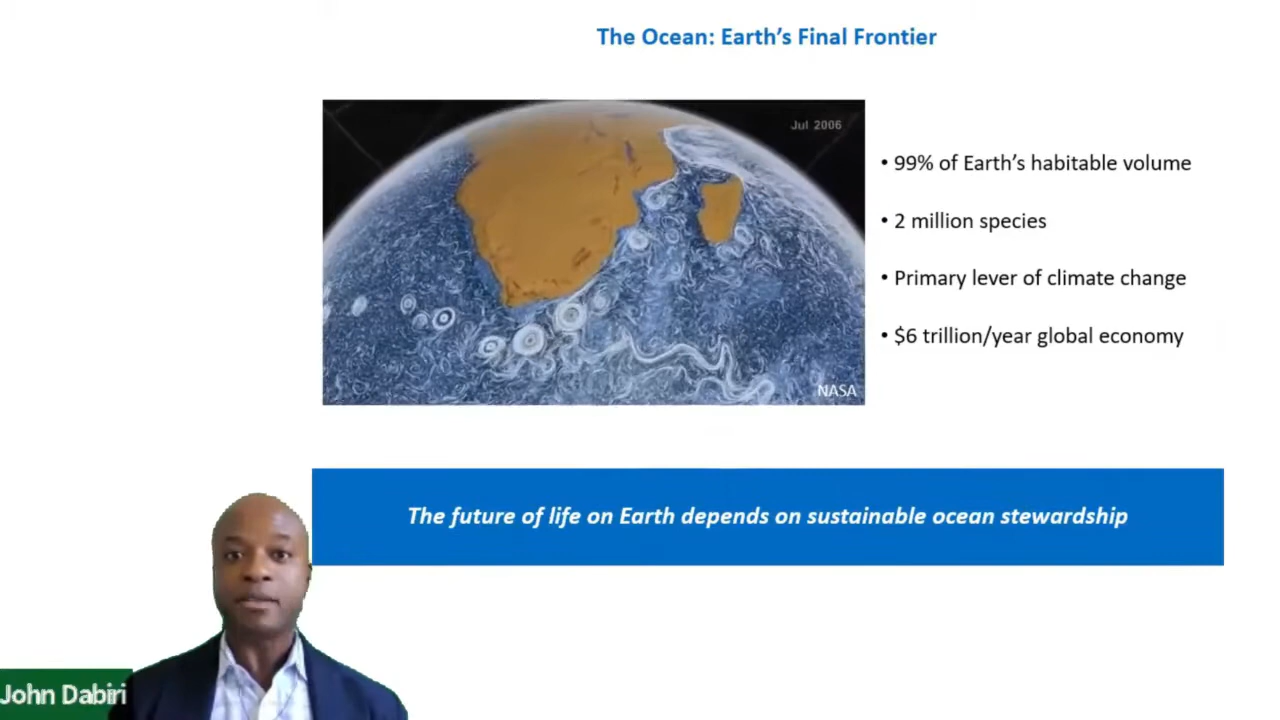 The Ocean: Earth’s Final Frontier
Jul 2006
NASA
• 99% of Earth’s habitable volume
• 2 million species
• Primary lever of climate change
• $6 trillion/year global economy
The future of life on Earth depends on sustainable ocean stewardship
John Dabiri